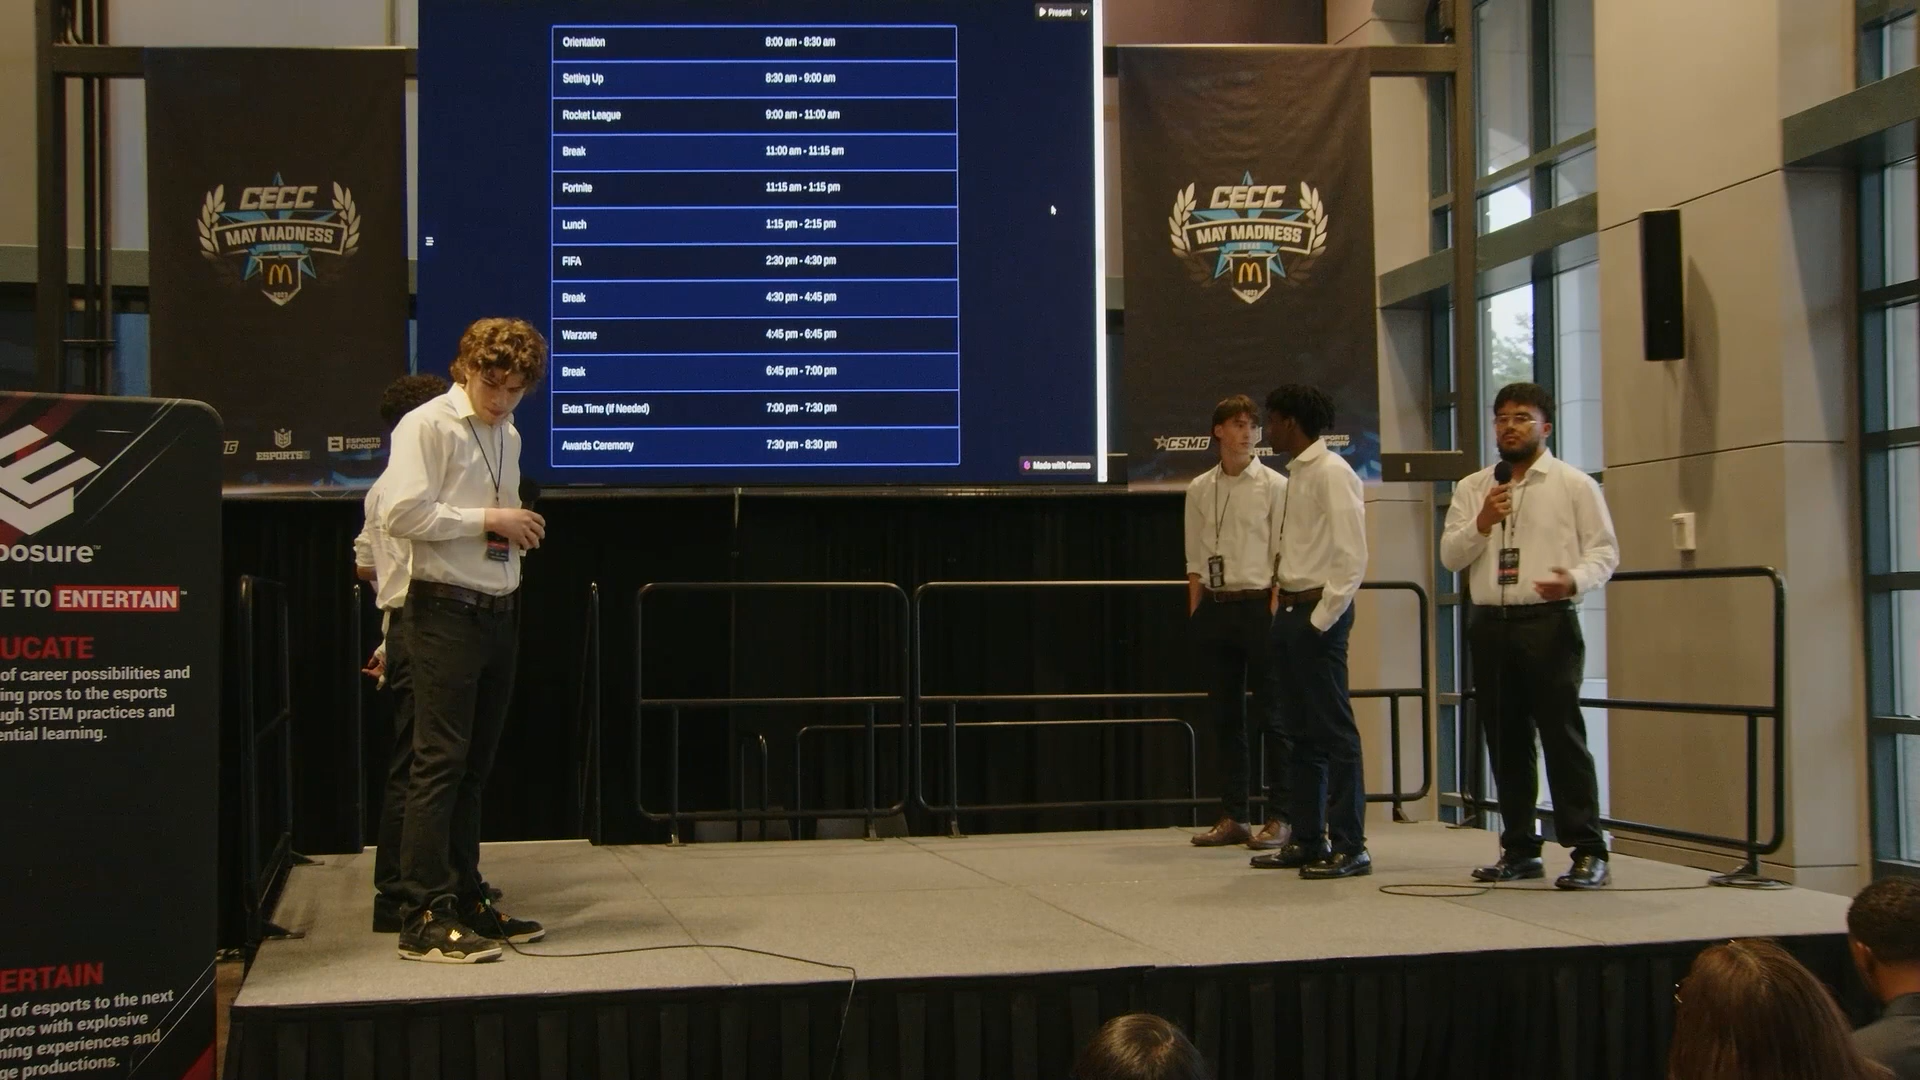 Present
Orientation 8:00 am - 8:30 am
Setting Up 8:30 am - 9:00 am
Rocket League 9:00 am - 11:00 am
Break 11:00 am - 11:15 am
Fortnite 11:15 am - 1:15 pm
Lunch 1:15 pm - 2:15 pm
FIFA 2:30 pm - 4:30 pm
Break 4:30 pm - 4:45 pm
Warzone 4:45 pm - 6:45 pm
Break 6:45 pm - 7:00 pm
Extra Time (If Needed) 7:00 pm - 7:30 pm
Awards Ceremony 7:30 pm - 8:30 pm
Made with Gamma
CECC
MAY MADNESS
TEXAS
2023
ESPORTS
ESPORTS
FOUNDRY
CECC
MAY MADNESS
TEXAS
2023
CSMG
posure™
E TO ENTERTAIN™
UCATE
of career possibilities and
ing pros to the esports
ugh STEM practices and
ential learning.
ERTAIN
d of esports to the next
pros with explosive
ning experiences and
ge productions.